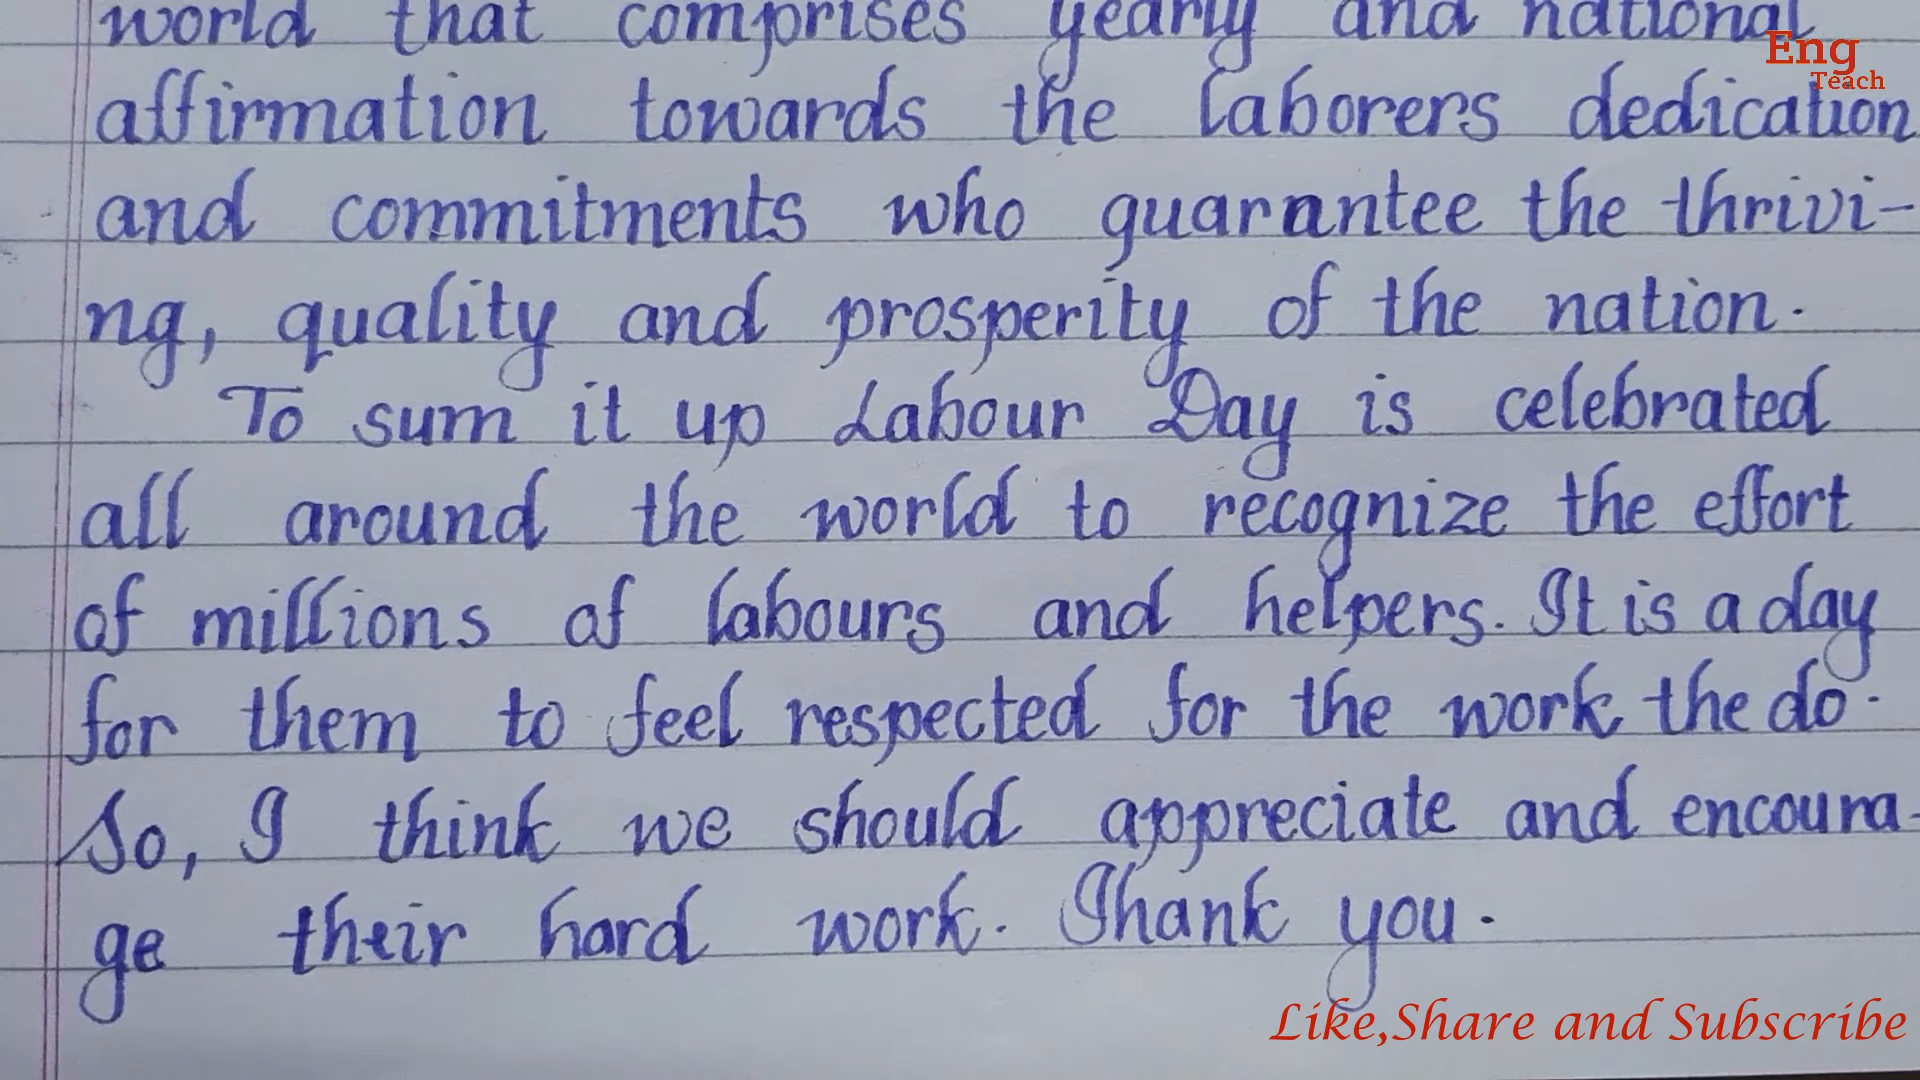 world that comprises yearly and national
Eng
Teach
affirmation towards the laborers dedication
and commitments who guarantee the thrivi-
ng, quality and prosperity of the nation.
To sum it up Labour Day is celebrated
all around the world to recognize the effort
of millions of labours and helpers. It is a day
for them to feel respected for the work the do.
So, I think we should appreciate and encoura-
ge their hard work. Thank you.
Like,Share and Subscribe